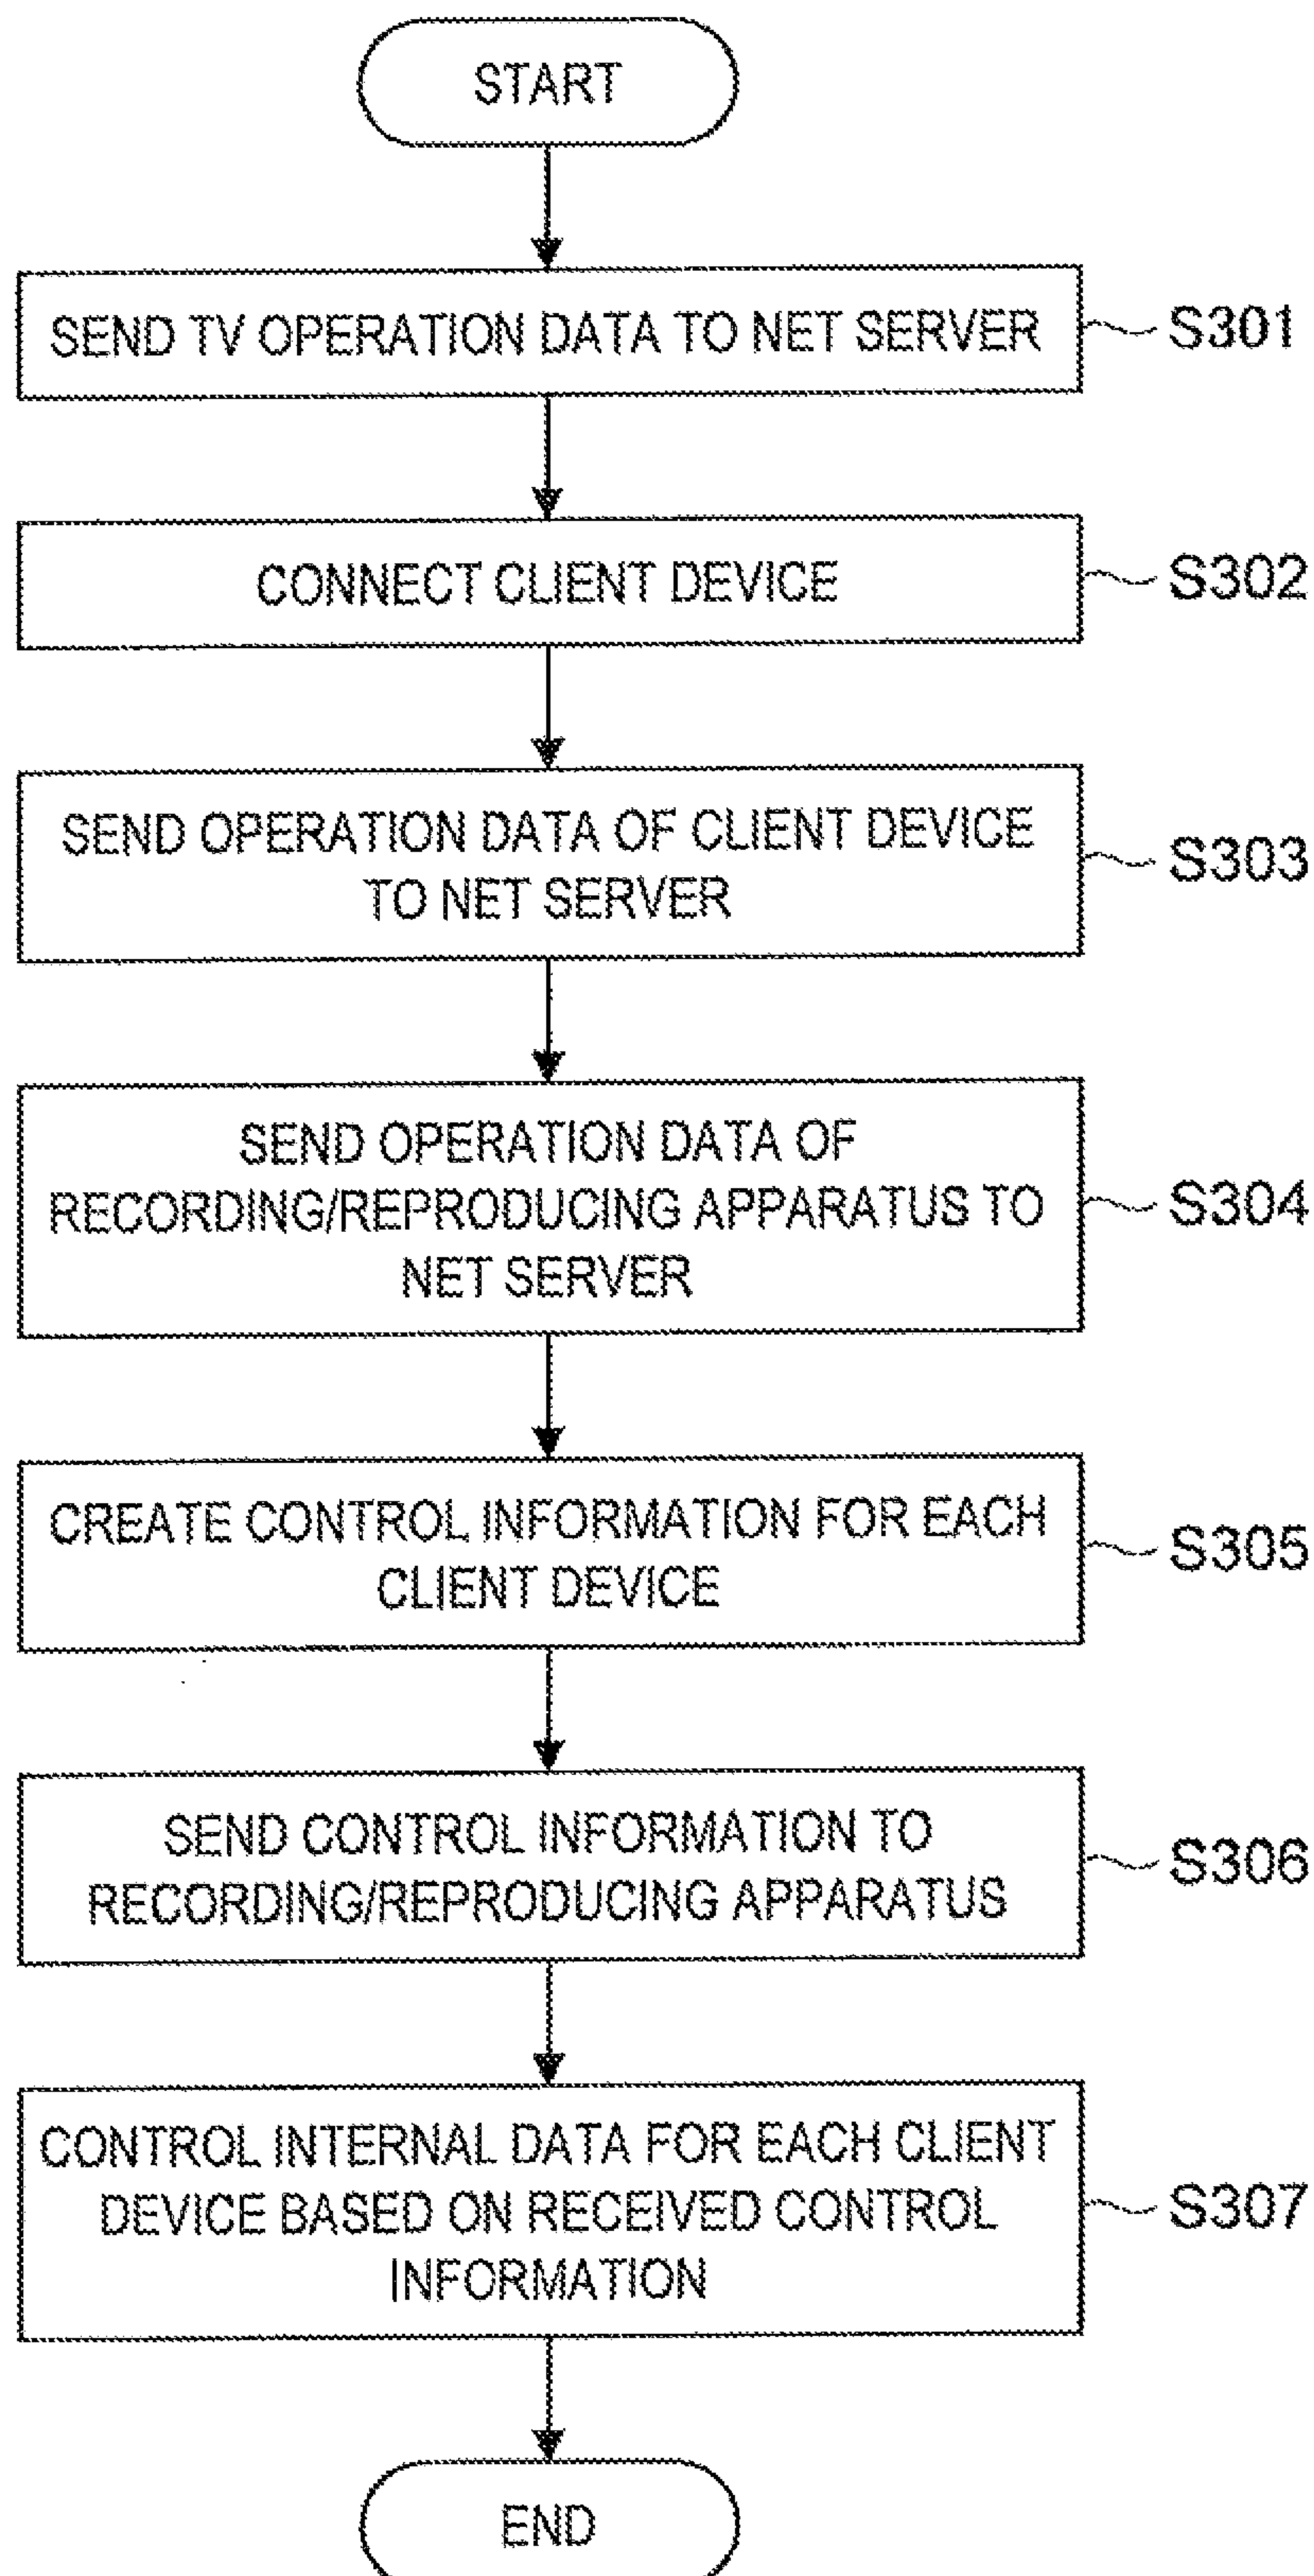 START
SEND TV OPERATION DATA TO NET SERVER
S301
CONNECT CLIENT DEVICE
S302
SEND OPERATION DATA OF CLIENT DEVICE
TO NET SERVER
S303
SEND OPERATION DATA OF
RECORDING/REPRODUCING APPARATUS TO
NET SERVER
S304
CREATE CONTROL INFORMATION FOR EACH
CLIENT DEVICE
S305
SEND CONTROL INFORMATION TO
RECORDING/REPRODUCING APPARATUS
S306
CONTROL INTERNAL DATA FOR EACH CLIENT
DEVICE BASED ON RECEIVED CONTROL
INFORMATION
S307
END